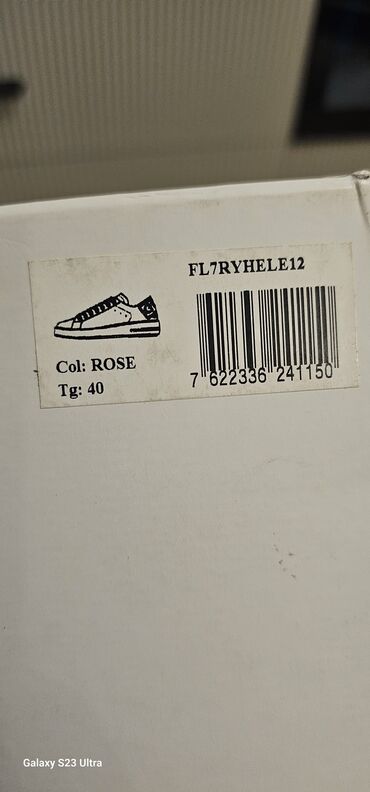 FL7RYHELE12
Col: ROSE
Tg: 40
7 622336 241150
Galaxy S23 Ultra